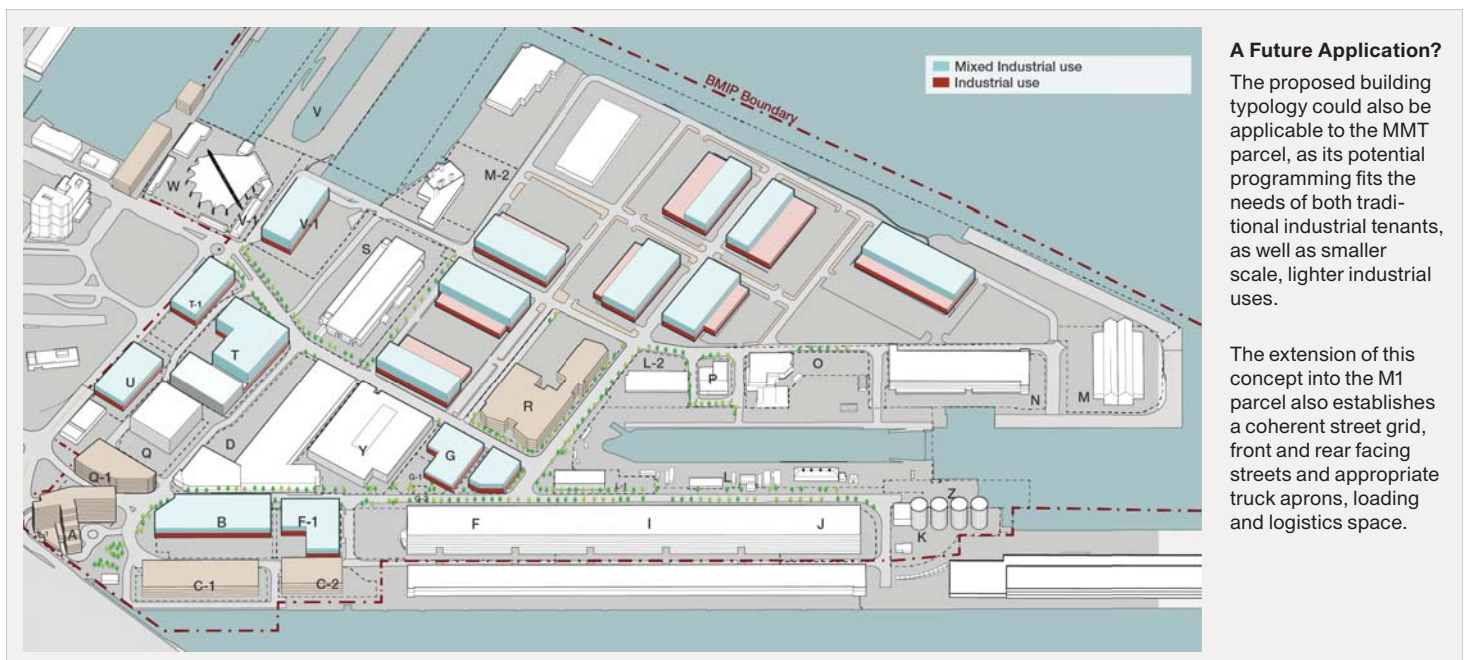 Mixed Industrial use
Industrial use
BMIP Boundary
V
M-2
W
V-1
V-1
S
T-1
T
U
L-2
P
O
R
N
M
D
Y
Q
G
Q-1
G-1
L
L-1
Z
B
F-1
F
I
J
K
A
C-1
C-2
A Future Application?
The proposed building
typology could also be
applicable to the MMT
parcel, as its potential
programming fits the
needs of both tradi-
tional industrial tenants,
as well as smaller
scale, lighter industrial
uses.
The extension of this
concept into the M1
parcel also establishes
a coherent street grid,
front and rear facing
streets and appropriate
truck aprons, loading
and logistics space.